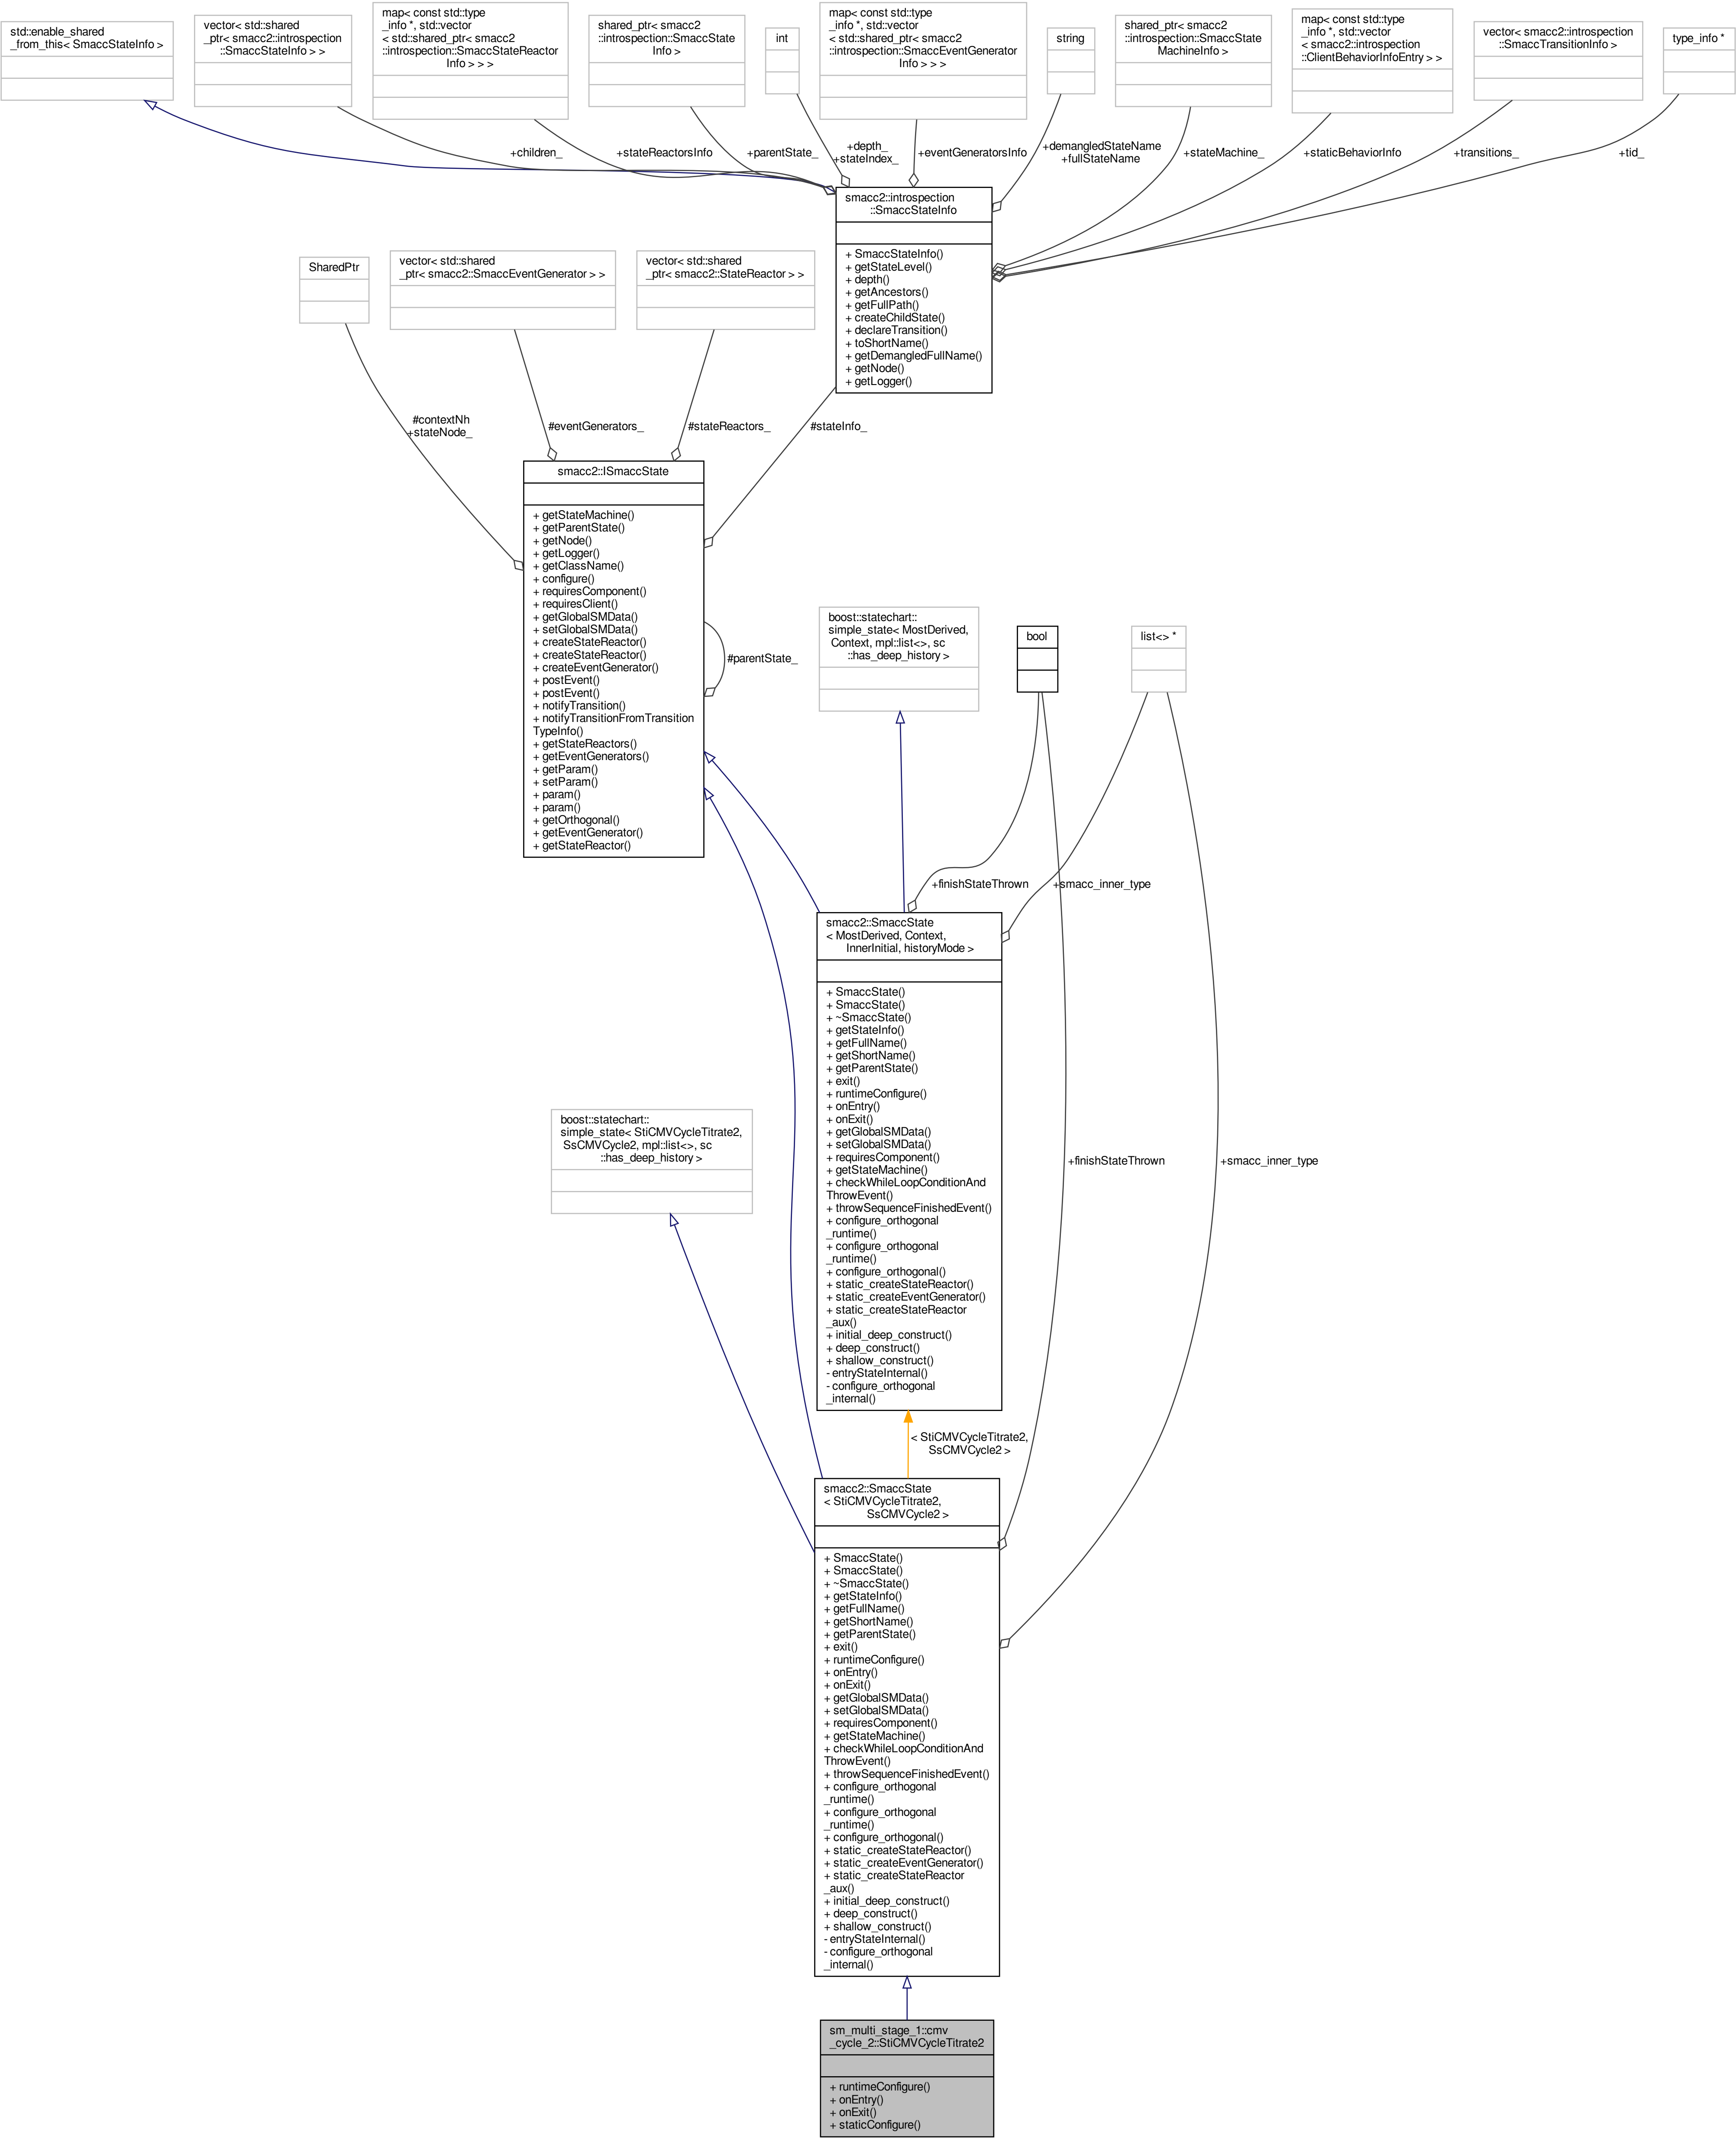 std::enable_shared
_from_this< SmaccStateInfo >
vector< std::shared
_ptr< smacc2::introspection
::SmaccStateInfo > >
map< const std::type
_info *, std::vector
< std::shared_ptr< smacc2
::introspection::SmaccStateReactor
Info > > >
shared_ptr< smacc2
::introspection::SmaccState
Info >
int
map< const std::type
_info *, std::vector
< std::shared_ptr< smacc2
::introspection::SmaccEventGenerator
Info > > >
string
shared_ptr< smacc2
::introspection::SmaccState
MachineInfo >
map< const std::type
_info *, std::vector
< smacc2::introspection
::ClientBehaviorInfoEntry > >
vector< smacc2::introspection
::SmaccTransitionInfo >
type_info *
+children_
+stateReactorsInfo
+parentState_
+depth_
+stateIndex_
+eventGeneratorsInfo
+demangledStateName
+fullStateName
+stateMachine_
+staticBehaviorInfo
+transitions_
+tid_
smacc2::introspection
::SmaccStateInfo
+ SmaccStateInfo()
+ getStateLevel()
+ depth()
+ getAncestors()
+ getFullPath()
+ createChildState()
+ declareTransition()
+ toShortName()
+ getDemangledFullName()
+ getNode()
+ getLogger()
SharedPtr
vector< std::shared
_ptr< smacc2::SmaccEventGenerator > >
vector< std::shared
_ptr< smacc2::StateReactor > >
#contextNh
+stateNode_
#eventGenerators_
#stateReactors_
#stateInfo_
smacc2::ISmaccState
+ getStateMachine()
+ getParentState()
+ getNode()
+ getLogger()
+ getClassName()
+ configure()
+ requiresComponent()
+ requiresClient()
+ getGlobalSMData()
+ setGlobalSMData()
+ createStateReactor()
+ createStateReactor()
+ createEventGenerator()
+ postEvent()
+ postEvent()
+ notifyTransition()
+ notifyTransitionFromTransition
TypeInfo()
+ getStateReactors()
+ getEventGenerators()
+ getParam()
+ setParam()
+ param()
+ param()
+ getOrthogonal()
+ getEventGenerator()
+ getStateReactor()
#parentState_
boost::statechart::
simple_state< MostDerived,
Context, mpl::list<>, sc
::has_deep_history >
bool
list<> *
+finishStateThrown
+smacc_inner_type
smacc2::SmaccState
< MostDerived, Context,
InnerInitial, historyMode >
+ SmaccState()
+ SmaccState()
+ ~SmaccState()
+ getStateInfo()
+ getFullName()
+ getShortName()
+ getParentState()
+ exit()
+ runtimeConfigure()
+ onEntry()
+ onExit()
+ getGlobalSMData()
+ setGlobalSMData()
+ requiresComponent()
+ getStateMachine()
+ checkWhileLoopConditionAnd
ThrowEvent()
+ throwSequenceFinishedEvent()
+ configure_orthogonal
_runtime()
+ configure_orthogonal
_runtime()
+ configure_orthogonal()
+ static_createStateReactor()
+ static_createEventGenerator()
+ static_createStateReactor
_aux()
+ initial_deep_construct()
+ deep_construct()
+ shallow_construct()
- entryStateInternal()
- configure_orthogonal
_internal()
boost::statechart::
simple_state< StiCMVCycleTitrate2,
SsCMVCycle2, mpl::list<>, sc
::has_deep_history >
+finishStateThrown
+smacc_inner_type
< StiCMVCycleTitrate2,
SsCMVCycle2 >
smacc2::SmaccState
< StiCMVCycleTitrate2,
SsCMVCycle2 >
+ SmaccState()
+ SmaccState()
+ ~SmaccState()
+ getStateInfo()
+ getFullName()
+ getShortName()
+ getParentState()
+ exit()
+ runtimeConfigure()
+ onEntry()
+ onExit()
+ getGlobalSMData()
+ setGlobalSMData()
+ requiresComponent()
+ getStateMachine()
+ checkWhileLoopConditionAnd
ThrowEvent()
+ throwSequenceFinishedEvent()
+ configure_orthogonal
_runtime()
+ configure_orthogonal
_runtime()
+ configure_orthogonal()
+ static_createStateReactor()
+ static_createEventGenerator()
+ static_createStateReactor
_aux()
+ initial_deep_construct()
+ deep_construct()
+ shallow_construct()
- entryStateInternal()
- configure_orthogonal
_internal()
sm_multi_stage_1::cmv
_cycle_2::StiCMVCycleTitrate2
+ runtimeConfigure()
+ onEntry()
+ onExit()
+ staticConfigure()